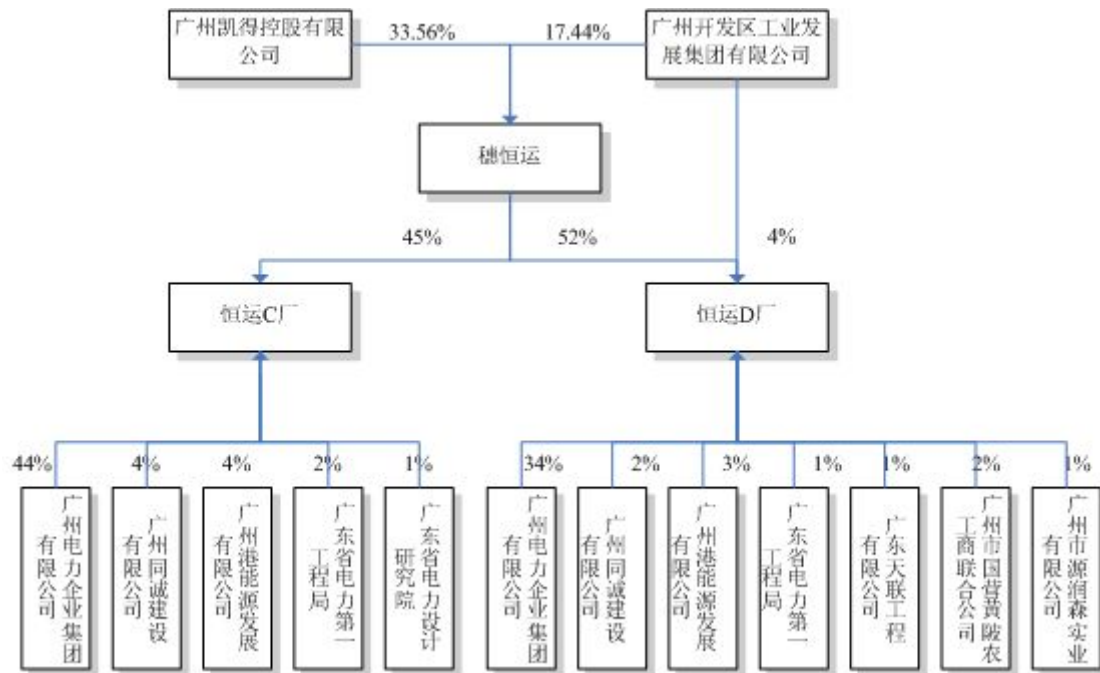 广州凯得控股有限
公司
33.56%
17.44%
广州开发区工业发
展集团有限公司
穗恒运
45%
52%
4%
恒运C厂
恒运D厂
44%
4%
4%
2%
1%
34%
2%
3%
1%
1%
2%
1%
广州电力企业集团
有限公司
广州同诚建设
有限公司
广州港能源发展
有限公司
广东省电力第一
工程局
广东省电力设计
研究院
广州电力企业集团
有限公司
广州同诚建设
有限公司
广州港能源发展
有限公司
广东省电力第一
工程局
广东天联工程
有限公司
广州市国营黄陂农
工商联合公司
广州市源润森实业
有限公司